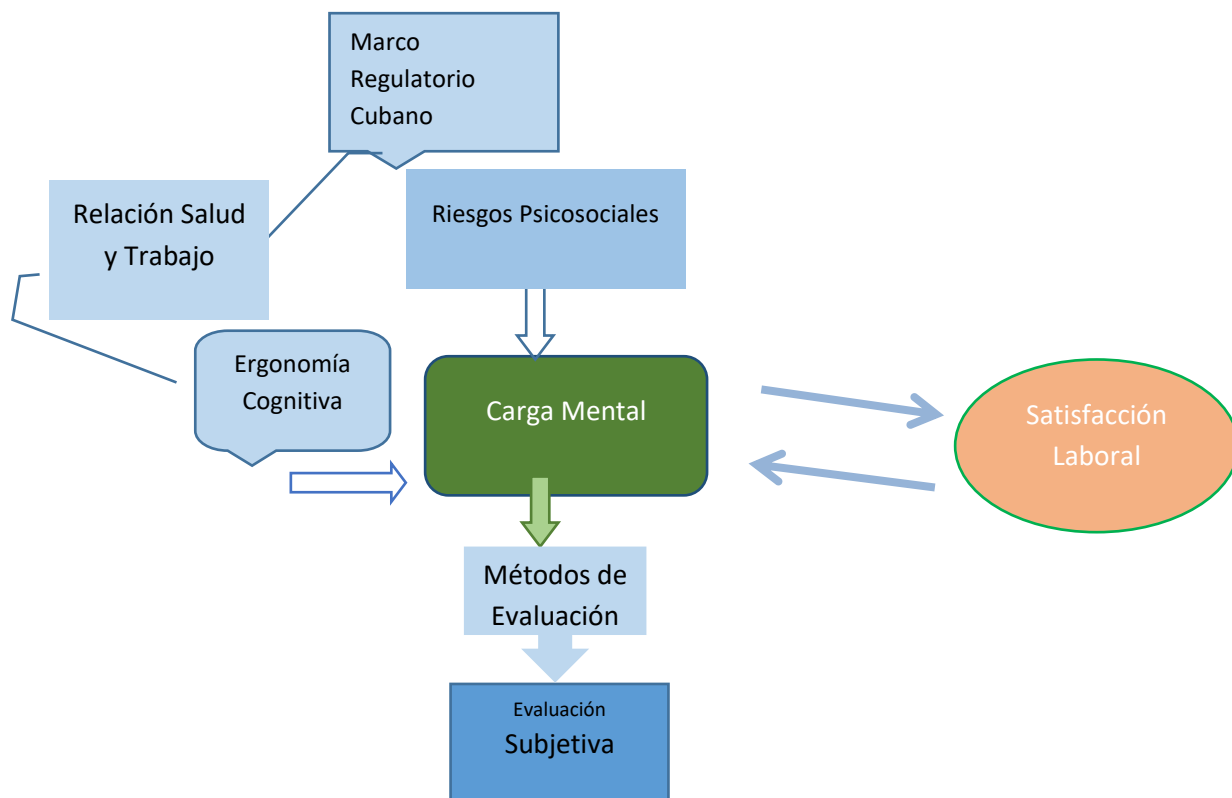 Marco
Regulatorio
Cubano
Relación Salud
y Trabajo
Riesgos Psicosociales
Ergonomía
Cognitiva
Carga Mental
Satisfacción
Laboral
Métodos de
Evaluación
Evaluación
Subjetiva